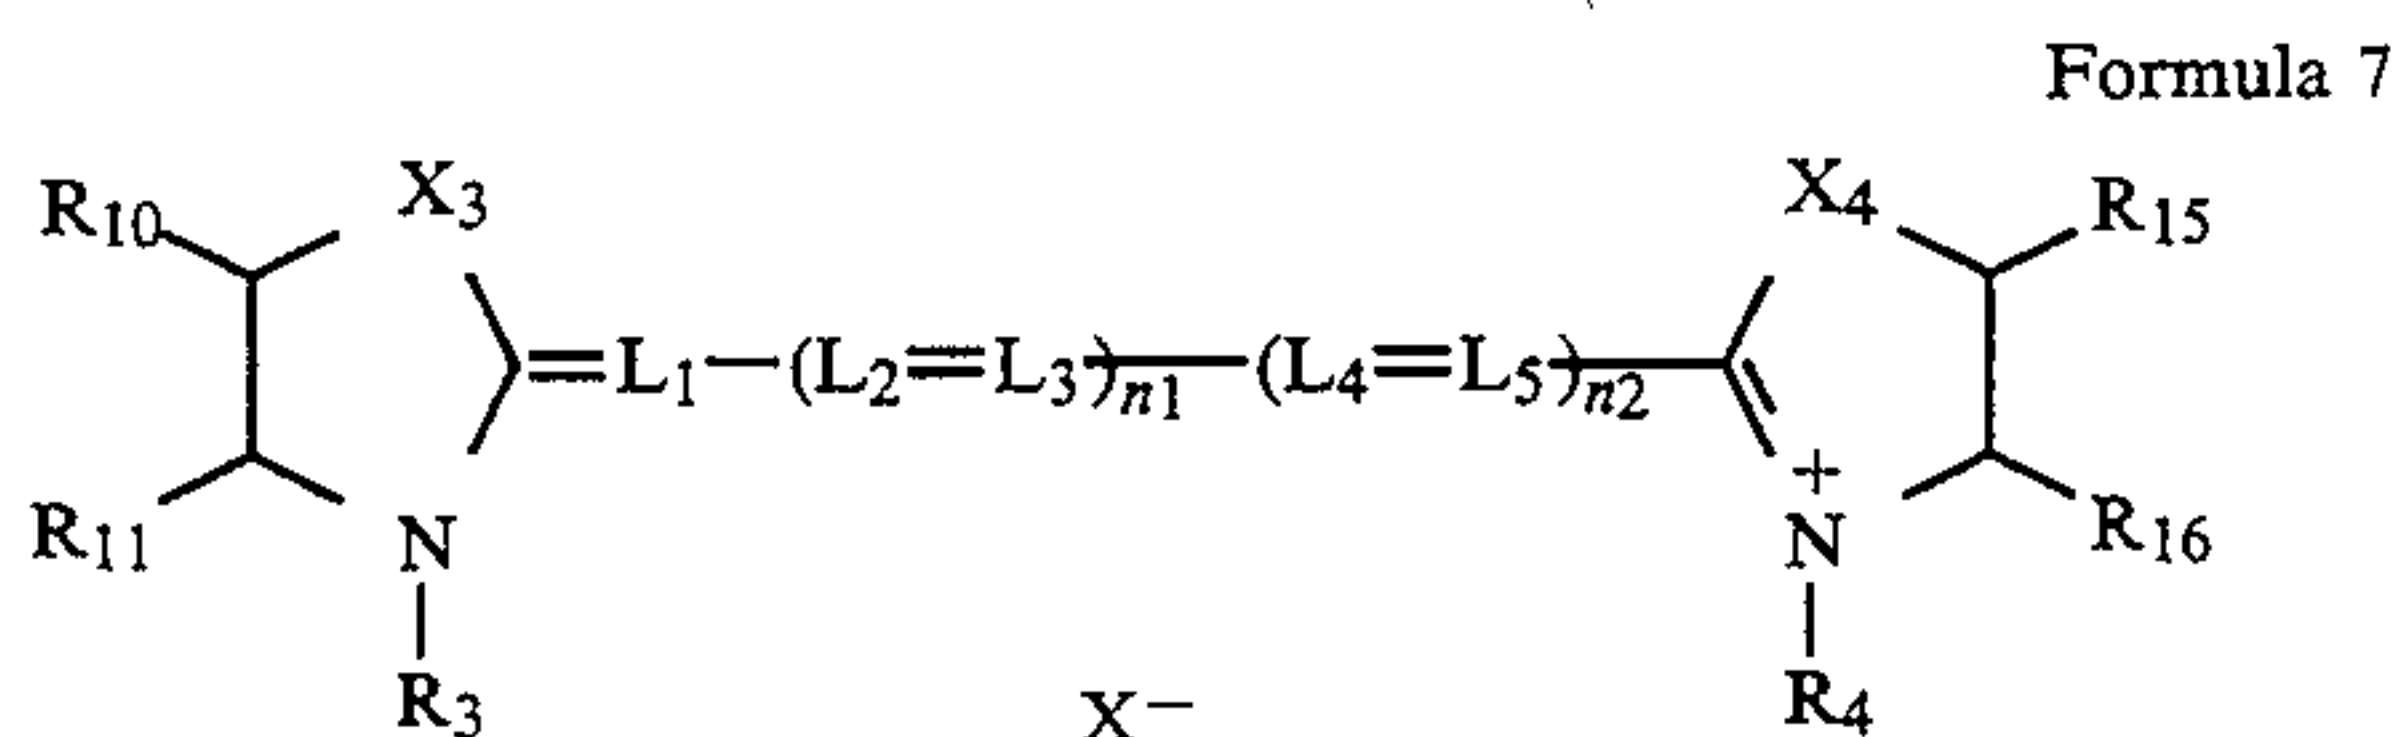 Formula 7
R10 X3 X4 R15
=L1—(L2=L3)n1—(L4=L5)n2—
R11 N +N R16
R3 X− R4